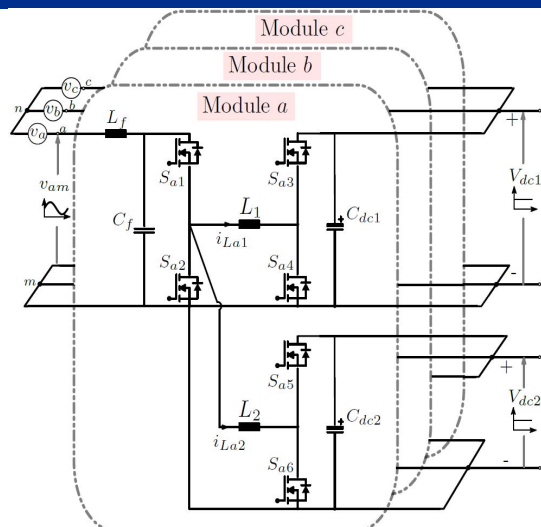 Module c
Module b
Module a
v_c c
n v_b b
v_a a
L_f
v_am
S_a1
S_a3
+
V_dc1
C_f
L_1
i_La1
C_dc1
S_a2
S_a4
m
-
S_a5
+
V_dc2
L_2
i_La2
C_dc2
S_a6
-